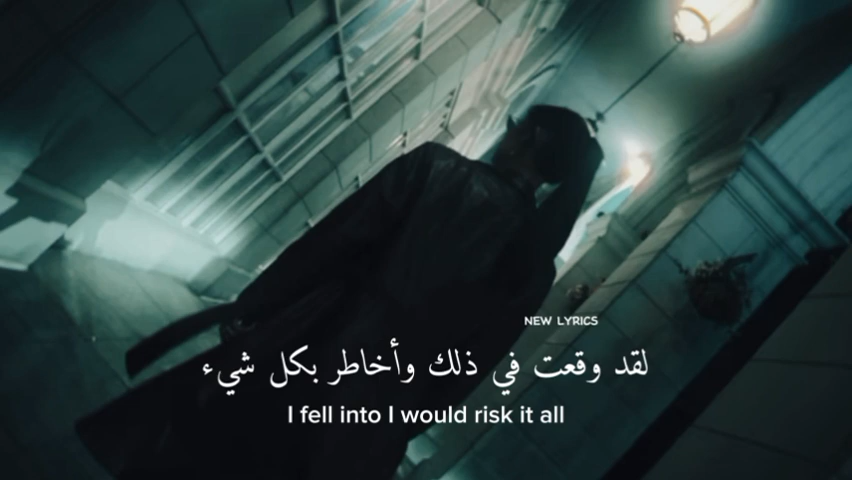 NEW LYRICS
لقد وقعت في ذلك وأخاطر بكل شيء
I fell into I would risk it all